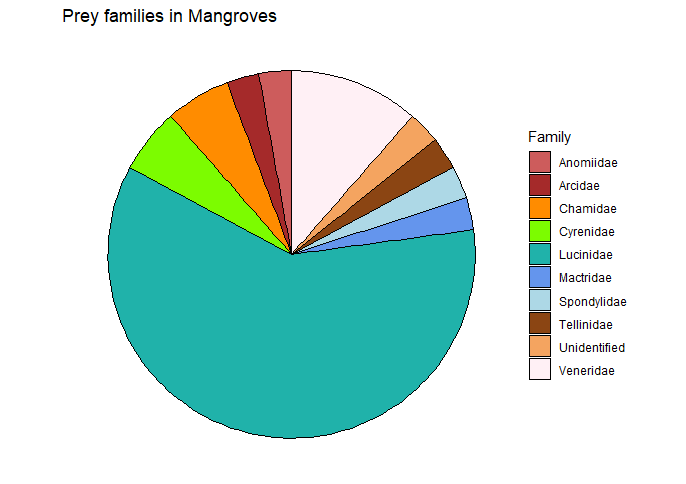 Prey families in Mangroves
Family
Anomiidae
Arcidae
Chamidae
Cyrenidae
Lucinidae
Mactridae
Spondylidae
Tellinidae
Unidentified
Veneridae